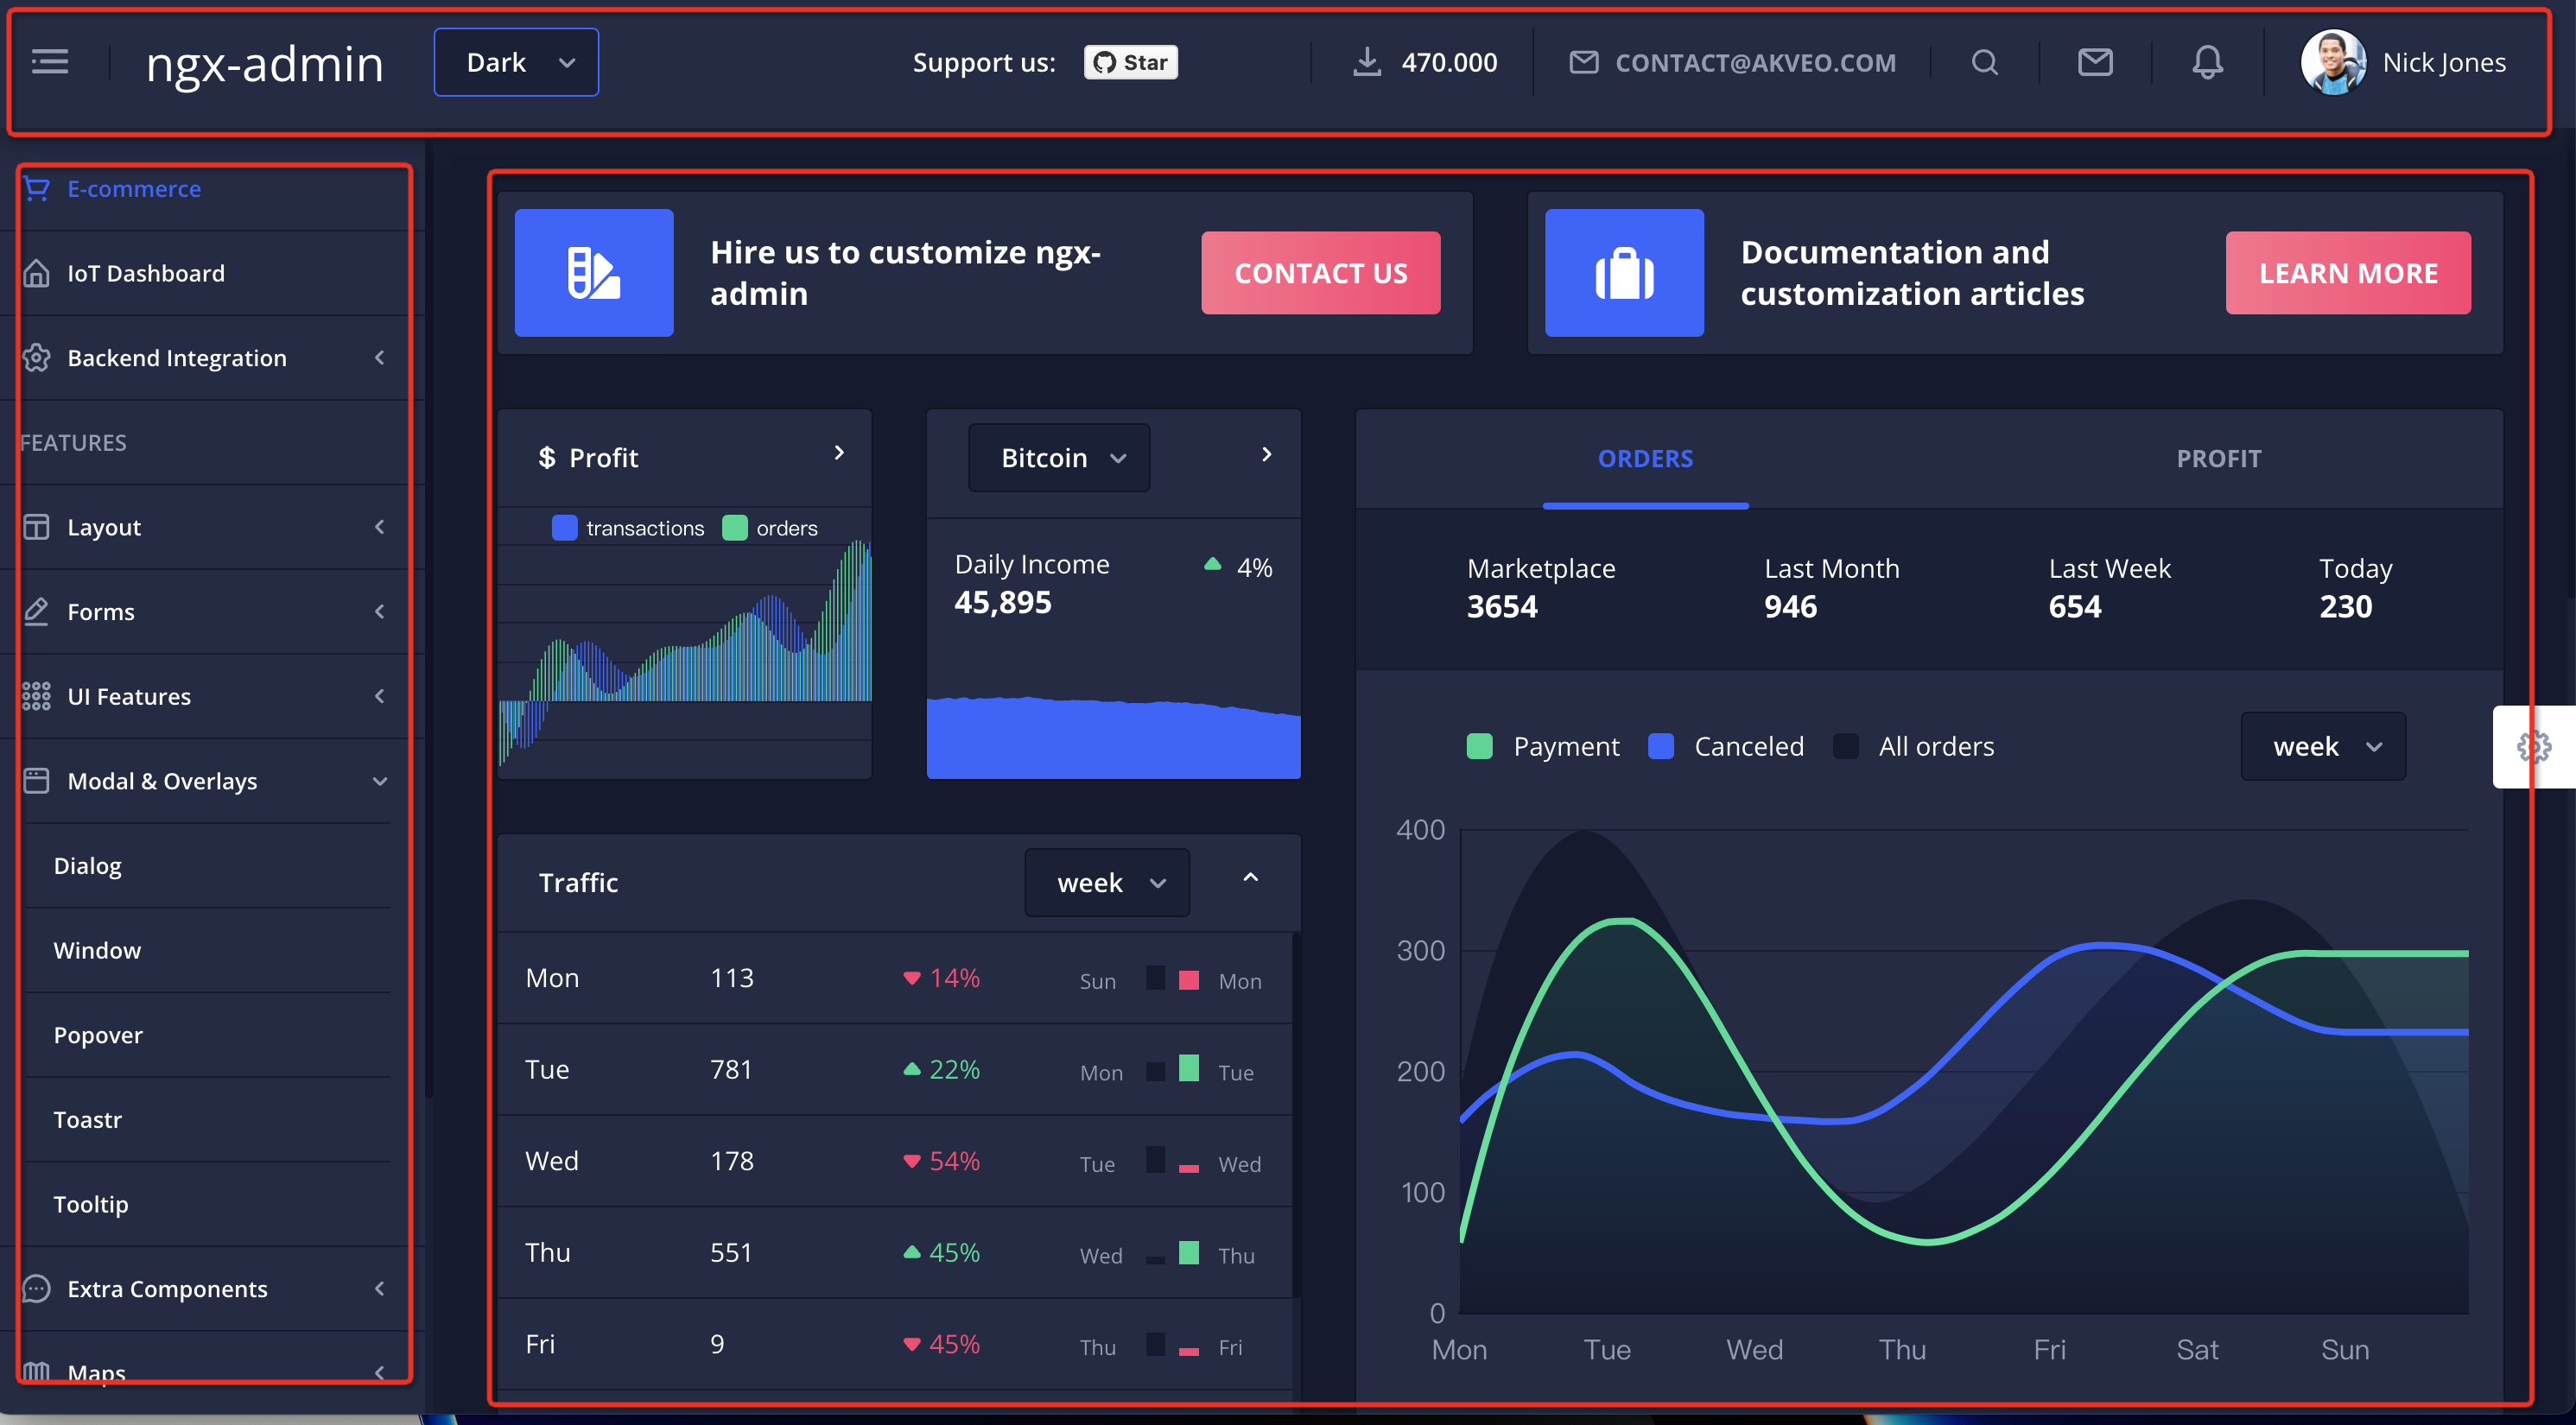 ngx-admin
Dark
Support us:
Star
470.000
CONTACT@AKVEO.COM
Nick Jones
E-commerce
IoT Dashboard
Backend Integration
FEATURES
Layout
Forms
UI Features
Modal & Overlays
Dialog
Window
Popover
Toastr
Tooltip
Extra Components
Maps
Hire us to customize ngx-
admin
CONTACT US
Documentation and
customization articles
LEARN MORE
$ Profit
transactions orders
Bitcoin
Daily Income 4%
45,895
Traffic
week
Mon 113 14% Sun Mon
Tue 781 22% Mon Tue
Wed 178 54% Tue Wed
Thu 551 45% Wed Thu
Fri 9 45% Thu Fri
ORDERS PROFIT
Marketplace Last Month Last Week Today
3654 946 654 230
Payment Canceled All orders
week
400
300
200
100
0
Mon Tue Wed Thu Fri Sat Sun